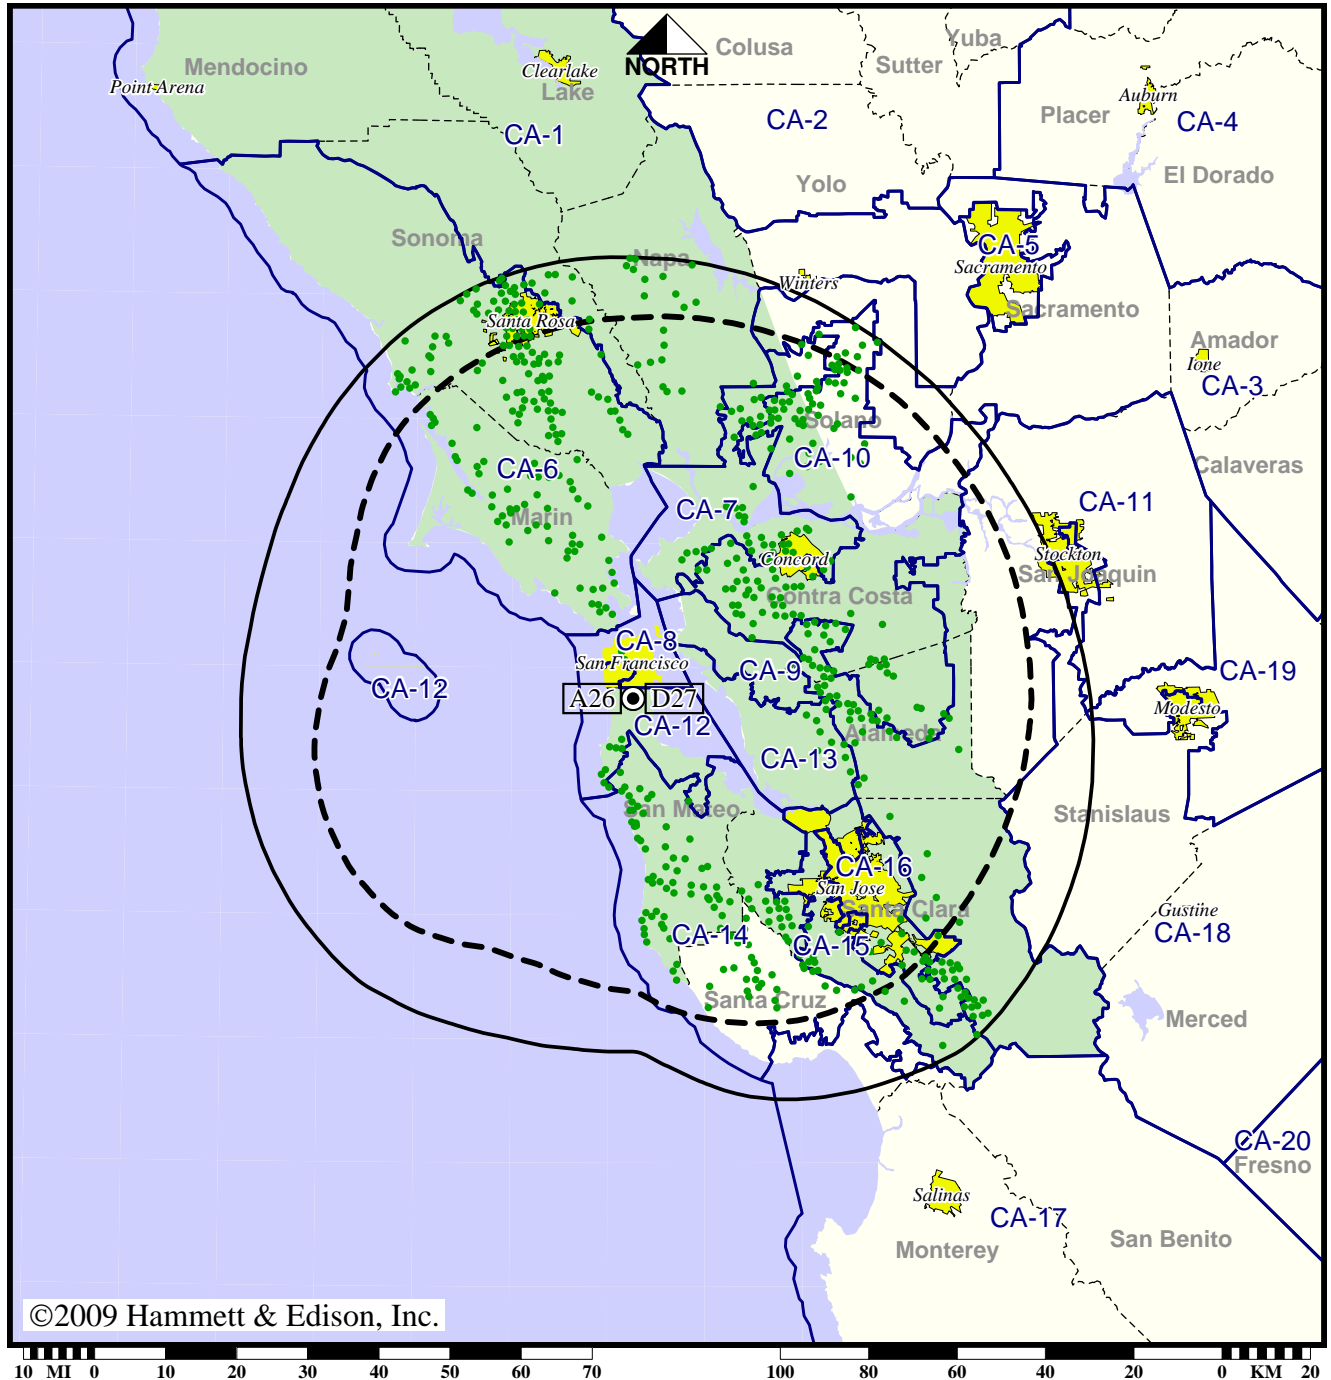 Colusa
Yuba
Sutter
NORTH
Mendocino
Clearlake
Lake
Point Arena
Auburn
Placer
CA-4
CA-2
CA-1
El Dorado
Yolo
Sonoma
CA-5
Napa
Sacramento
Winters
Sacramento
Santa Rosa
Amador
Ione
CA-3
Solano
CA-10
CA-6
Calaveras
CA-11
CA-7
Marin
Stockton
Concord
San Joaquin
Contra Costa
CA-8
San Francisco
CA-9
CA-19
CA-12
A26
D27
Modesto
CA-12
Alameda
CA-13
San Mateo
Stanislaus
CA-16
San Jose
Santa Clara
Gustine
CA-14
CA-15
CA-18
Santa Cruz
Merced
CA-20
Fresno
Salinas
CA-17
Monterey
San Benito
©2009 Hammett & Edison, Inc.
10 MI 0 10 20 30 40 50 60 70 100 80 60 40 20 0 KM 20